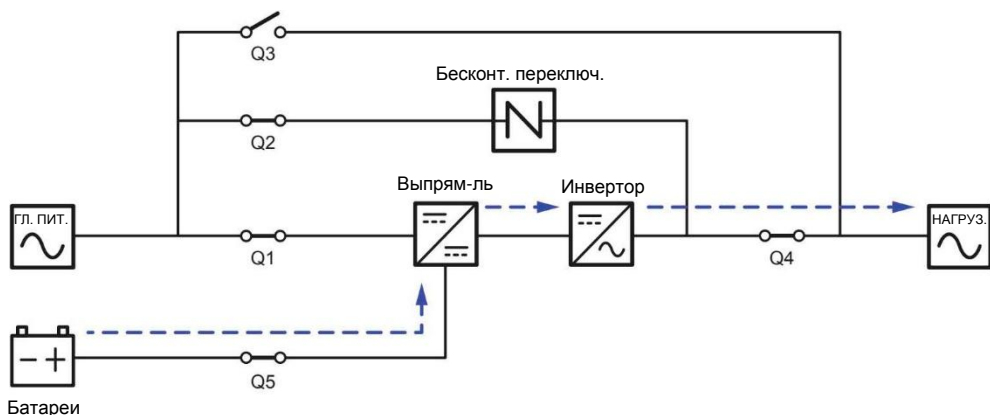 Q3
Бесконт. переключ.
Q2
Выпрям-ль
Инвертор
ГЛ. ПИТ.
НАГРУЗ.
Q1
Q4
Q5
Батареи